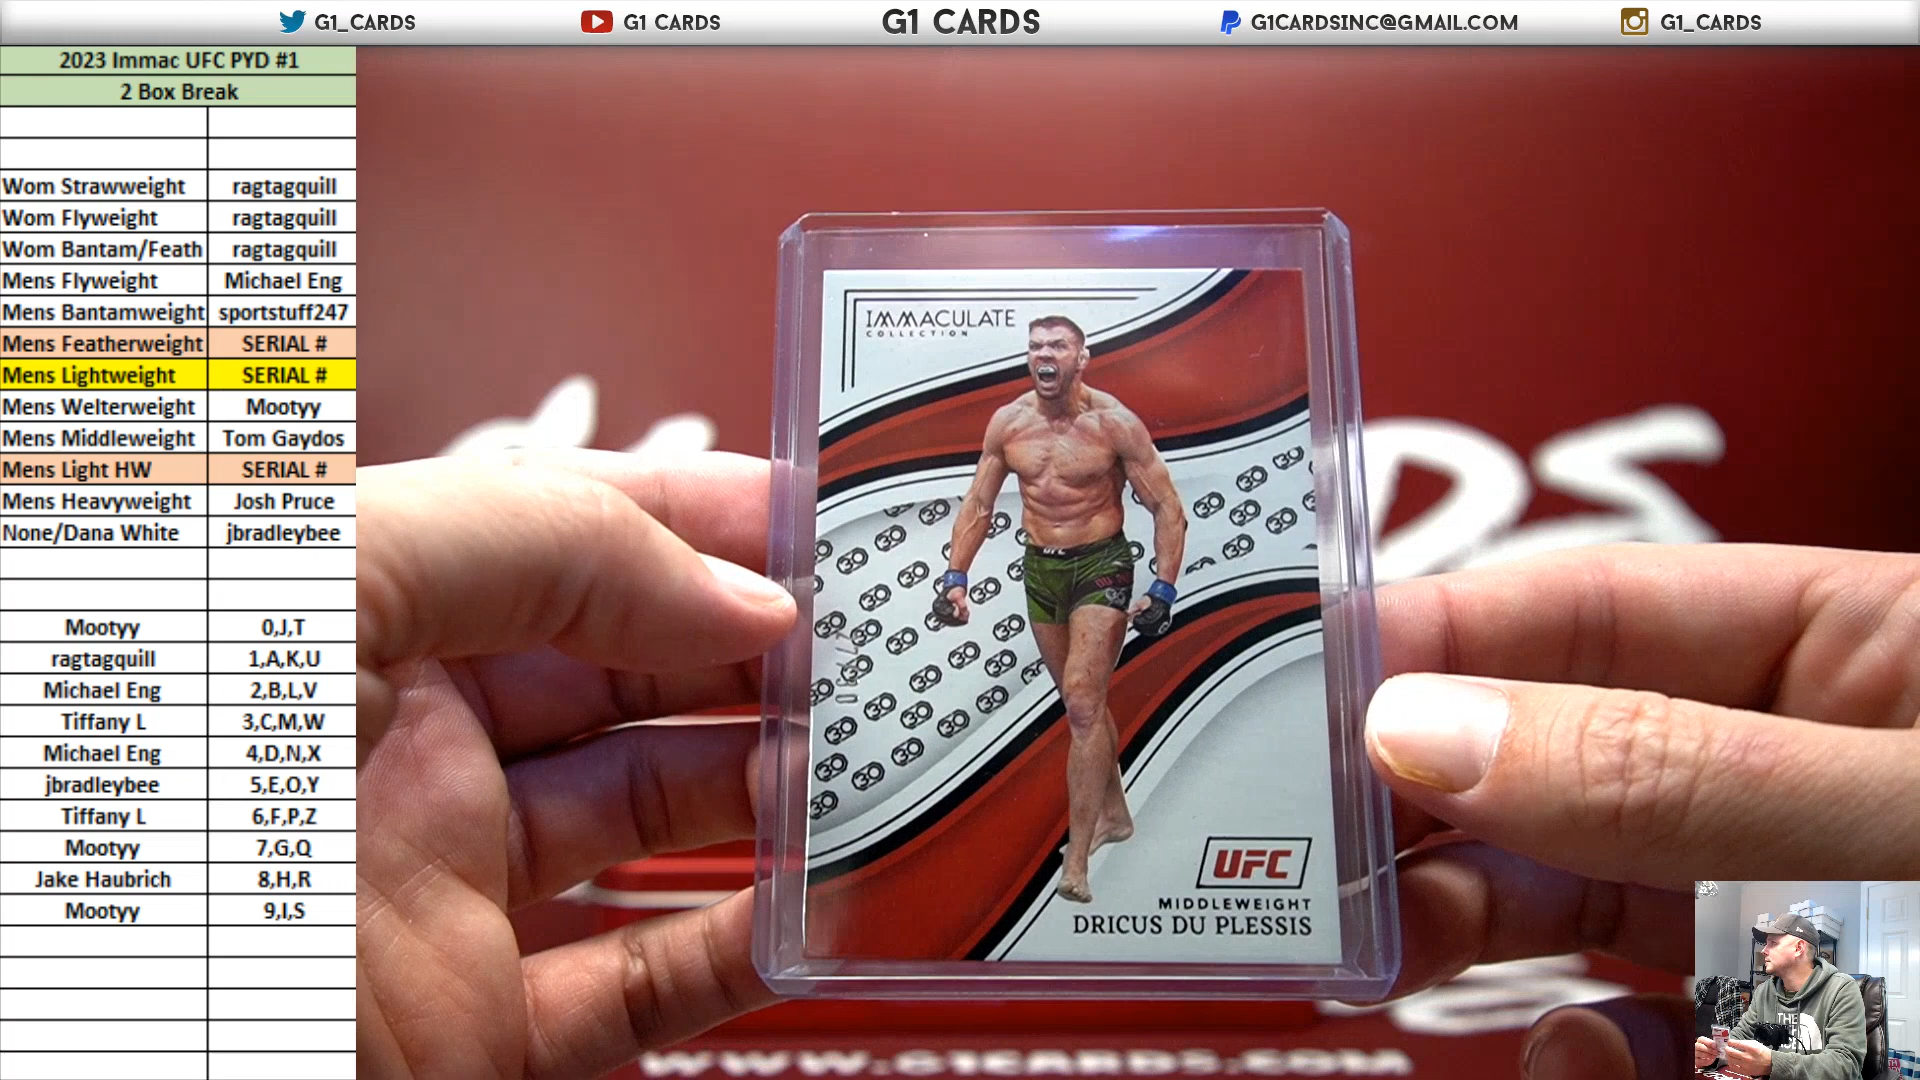 G1_CARDS
G1 CARDS
G1 CARDS
G1CARDSINC@GMAIL.COM
G1_CARDS
2023 Immac UFC PYD #1
2 Box Break
Wom Strawweight ragtagquill
Wom Flyweight ragtagquill
Wom Bantam/Feath ragtagquill
Mens Flyweight Michael Eng
Mens Bantamweight sportstuff247
Mens Featherweight SERIAL #
Mens Lightweight SERIAL #
Mens Welterweight Mootyy
Mens Middleweight Tom Gaydos
Mens Light HW SERIAL #
Mens Heavyweight Josh Pruce
None/Dana White jbradleybee
Mootyy 0,J,T
ragtagquill 1,A,K,U
Michael Eng 2,B,L,V
Tiffany L 3,C,M,W
Michael Eng 4,D,N,X
jbradleybee 5,E,O,Y
Tiffany L 6,F,P,Z
Mootyy 7,G,Q
Jake Haubrich 8,H,R
Mootyy 9,I,S
IMMACULATE
COLLECTION
UFC
MIDDLEWEIGHT
DRICUS DU PLESSIS
WWW.G1CARDS.COM